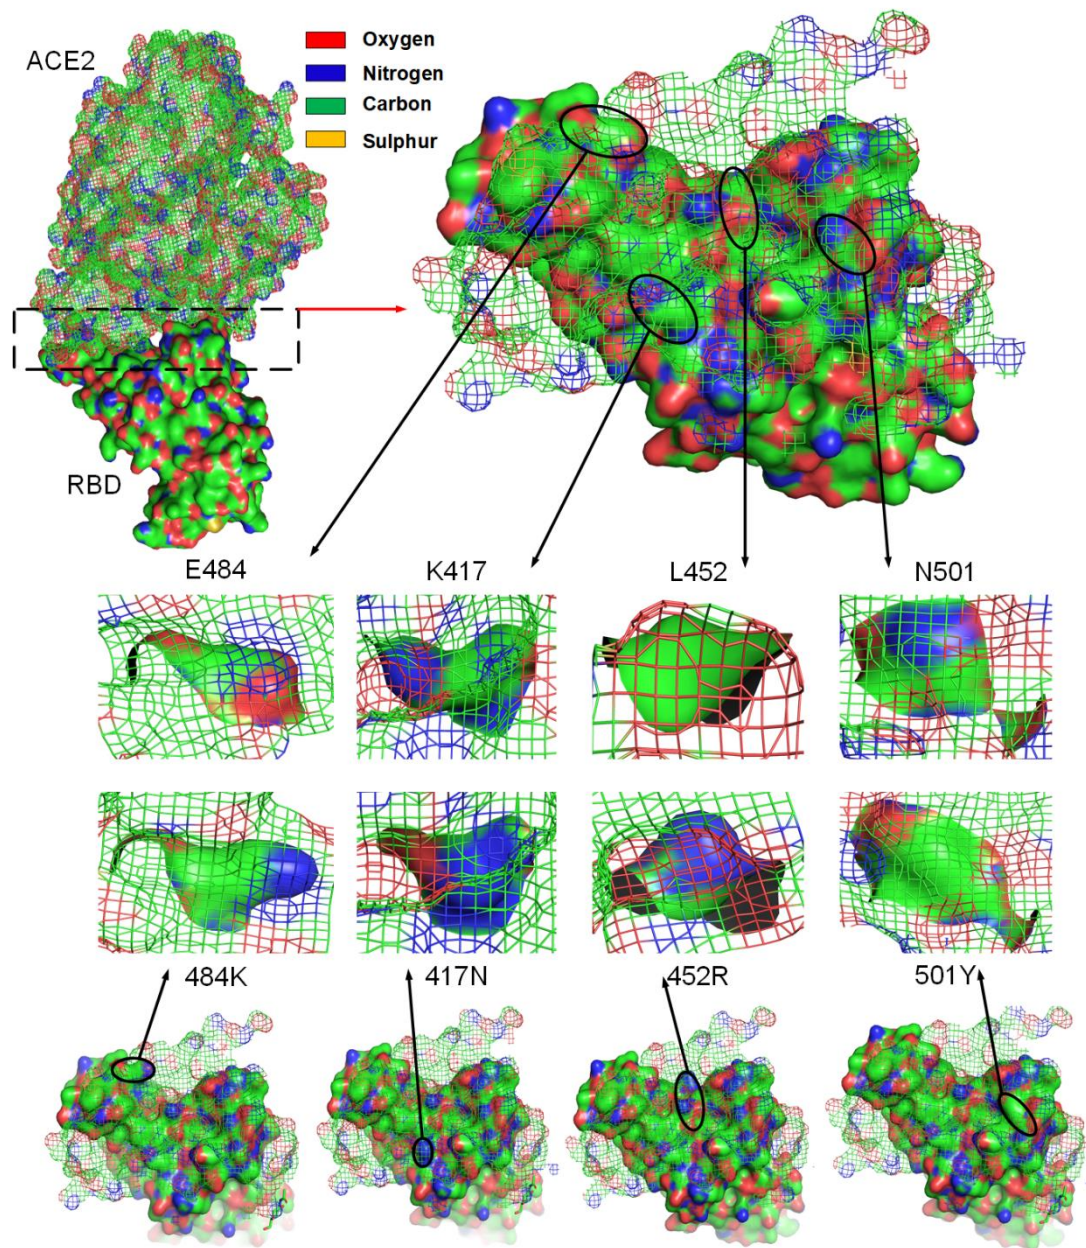 ACE2
Oxygen
Nitrogen
Carbon
Sulphur
RBD
E484
K417
L452
N501
484K
417N
452R
501Y